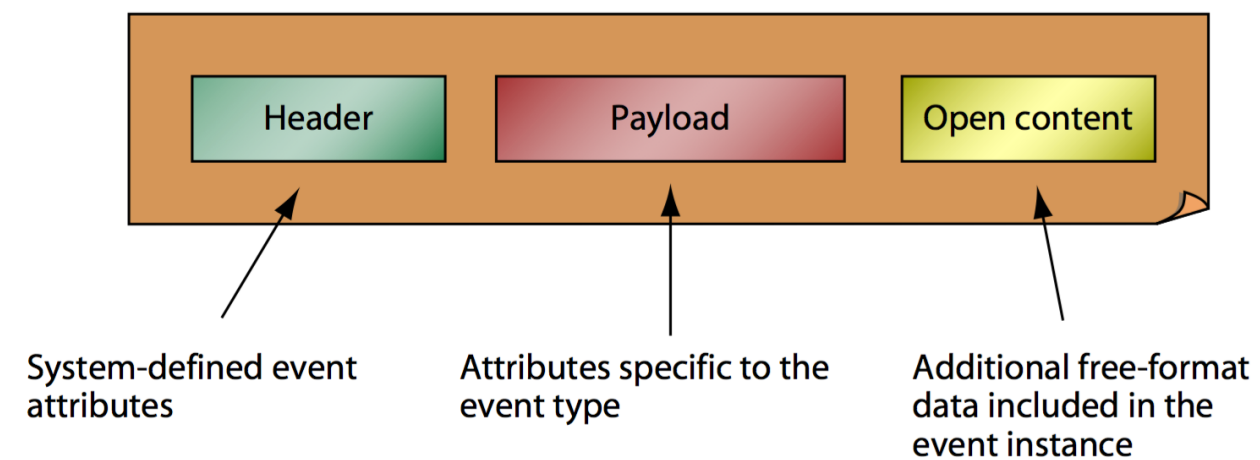 Header
Payload
Open content
System-defined event
attributes
Attributes specific to the
event type
Additional free-format
data included in the
event instance